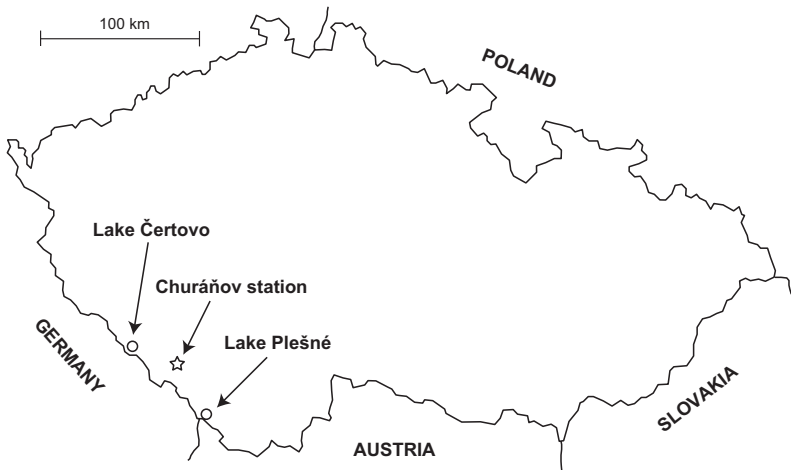 100 km
POLAND
Lake Čertovo
Churáňov station
Lake Plešné
GERMANY
SLOVAKIA
AUSTRIA